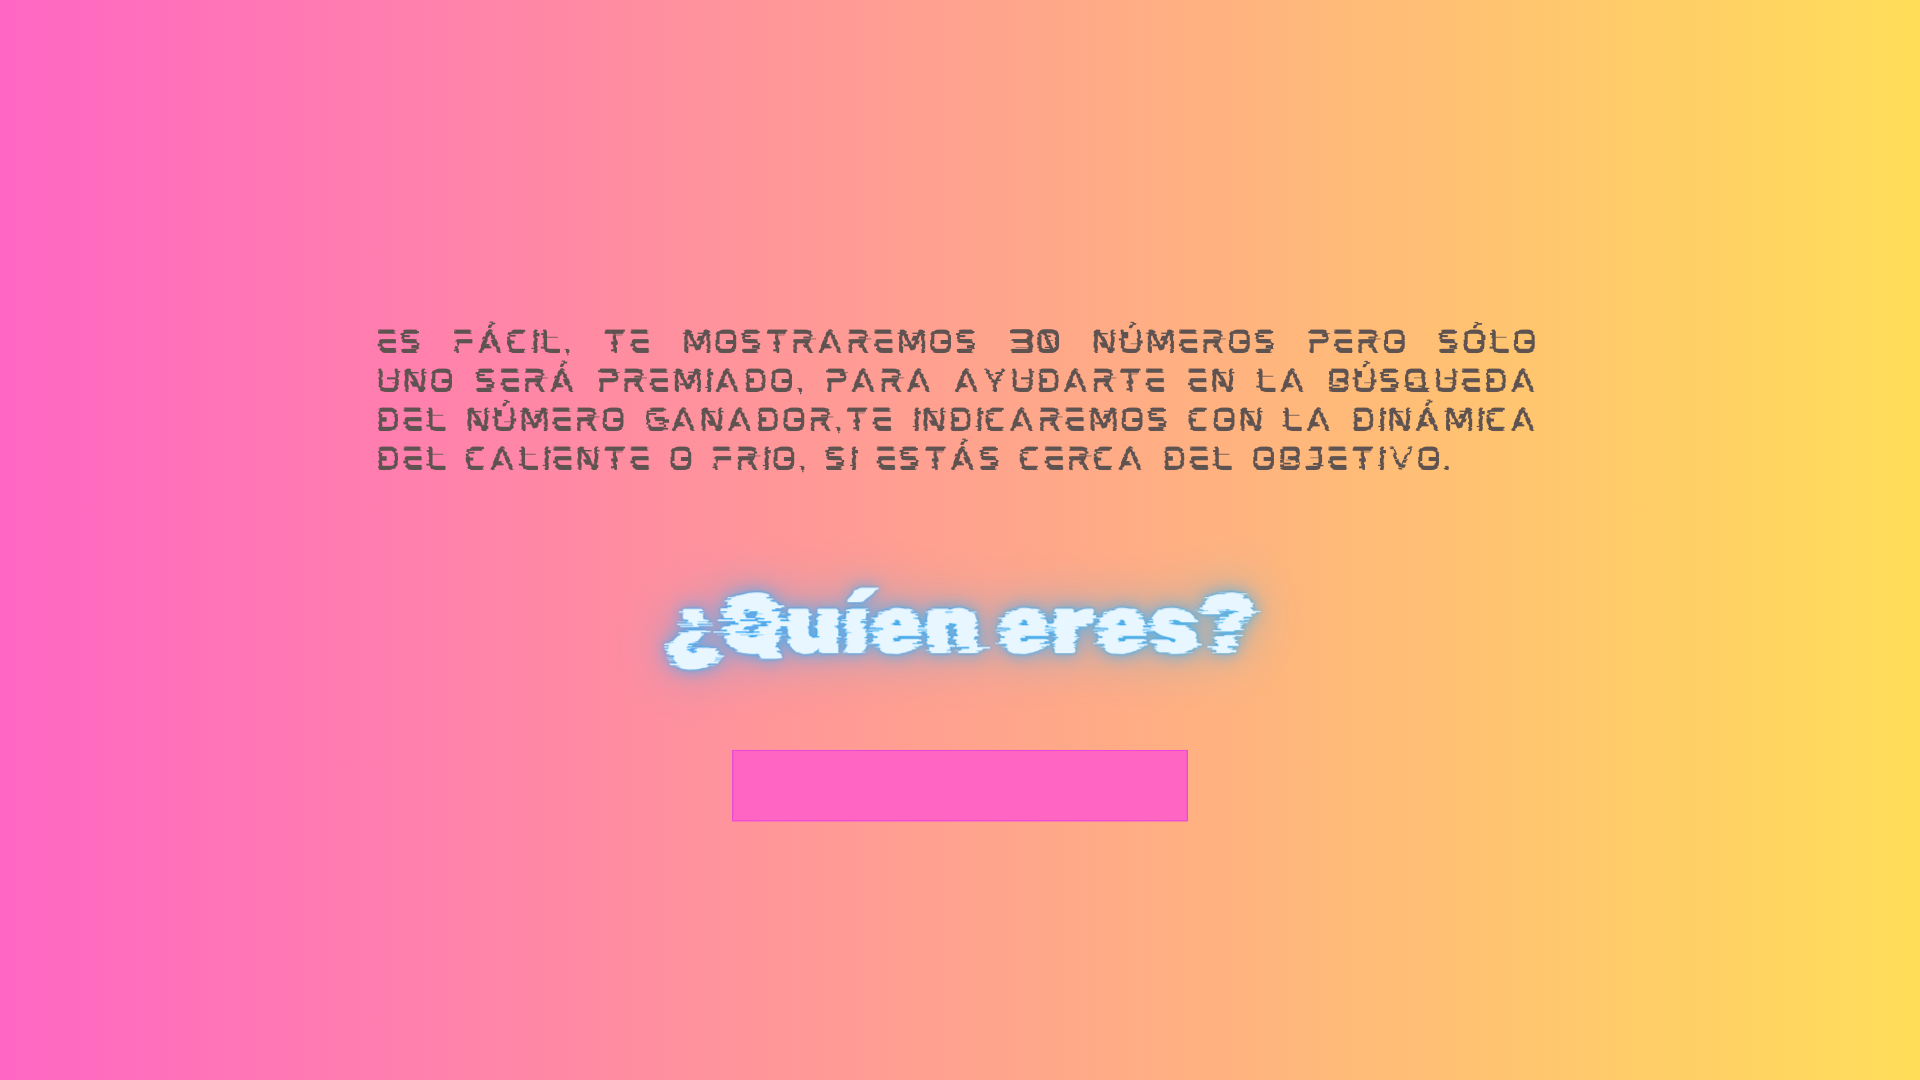 ES FÁCIL, TE MOSTRAREMOS 30 NÚMEROS PERO SÓLO
UNO SERÁ PREMIADO, PARA AYUDARTE EN LA BÚSQUEDA
DEL NÚMERO GANADOR,TE INDICAREMOS CON LA DINÁMICA
DEL CALIENTE O FRIO, SI ESTÁS CERCA DEL OBJETIVO.
¿Quíen eres?